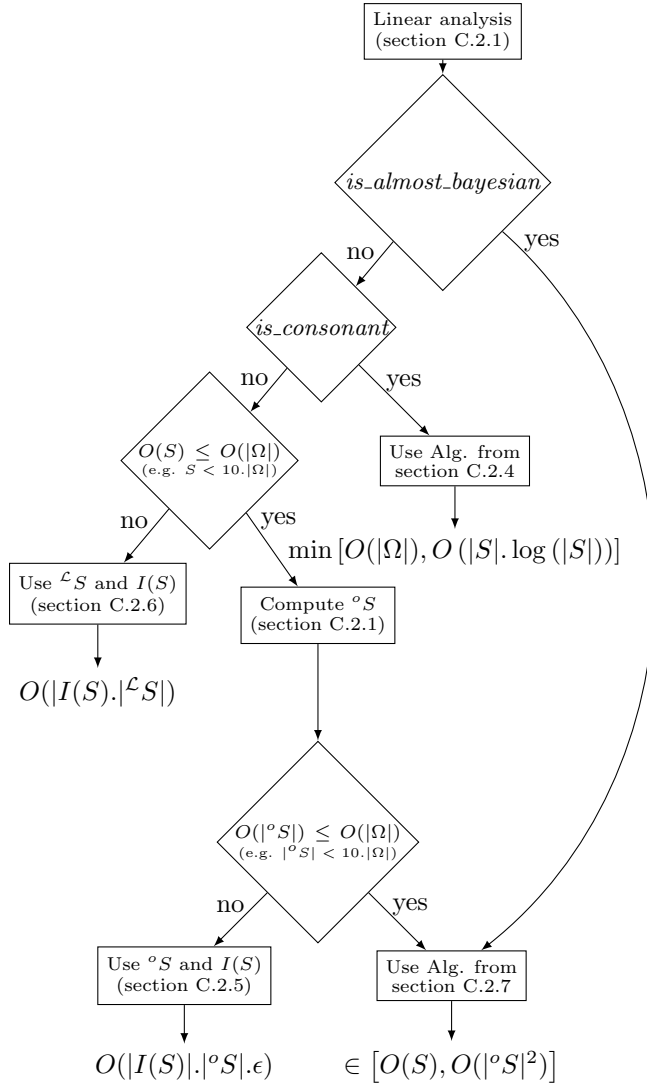 Linear analysis
(section C.2.1)
is_almost_bayesian
no
yes
is_consonant
no
yes
O(S) ≤ O(|Ω|)
(e.g. S < 10.|Ω|)
Use Alg. from
section C.2.4
no
yes
min [O(|Ω|), O (|S|. log (|S|))]
Use ᴸS and I(S)
(section C.2.6)
Compute ᵒS
(section C.2.1)
O(|I(S).|ᴸS|)
O(|ᵒS|) ≤ O(|Ω|)
(e.g. |ᵒS| < 10.|Ω|)
no
yes
Use ᵒS and I(S)
(section C.2.5)
Use Alg. from
section C.2.7
O(|I(S)|.|ᵒS|.ϵ)
∈ [O(S), O(|ᵒS|²)]